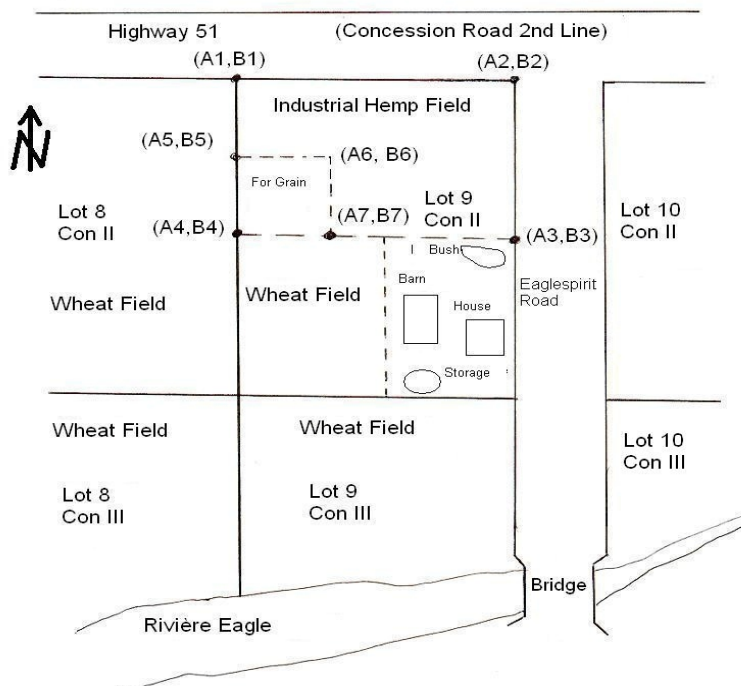 Highway 51 (Concession Road 2nd Line)
(A1,B1) (A2,B2)
N
Industrial Hemp Field
(A5,B5) (A6, B6)
For Grain
Lot 8
Con II
Lot 9
Con II
Lot 10
Con II
(A4,B4) (A7,B7) (A3,B3)
Bush
Wheat Field
Wheat Field
Barn
House
Eaglespirit
Road
Storage
Wheat Field
Wheat Field
Lot 10
Con III
Lot 8
Con III
Lot 9
Con III
Bridge
Rivière Eagle